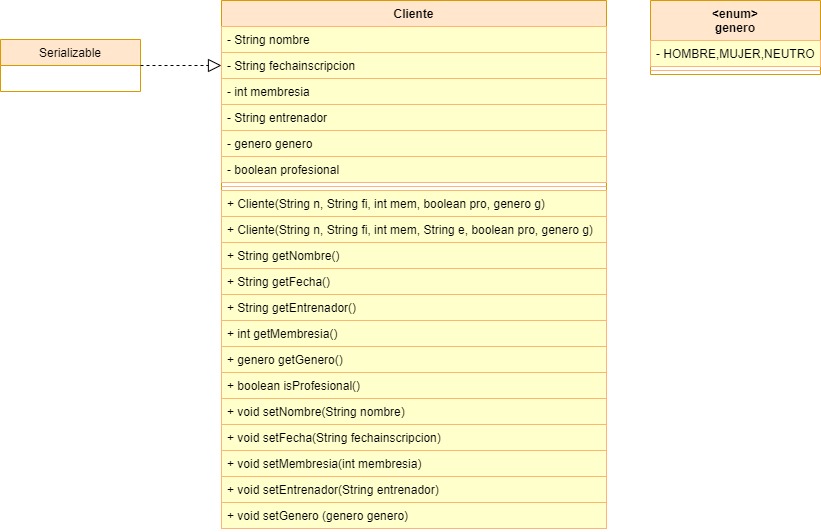 Serializable
Cliente
- String nombre
- String fechainscripcion
- int membresia
- String entrenador
- genero genero
- boolean profesional
+ Cliente(String n, String fi, int mem, boolean pro, genero g)
+ Cliente(String n, String fi, int mem, String e, boolean pro, genero g)
+ String getNombre()
+ String getFecha()
+ String getEntrenador()
+ int getMembresia()
+ genero getGenero()
+ boolean isProfesional()
+ void setNombre(String nombre)
+ void setFecha(String fechainscripcion)
+ void setMembresia(int membresia)
+ void setEntrenador(String entrenador)
+ void setGenero (genero genero)
<enum>
genero
- HOMBRE,MUJER,NEUTRO